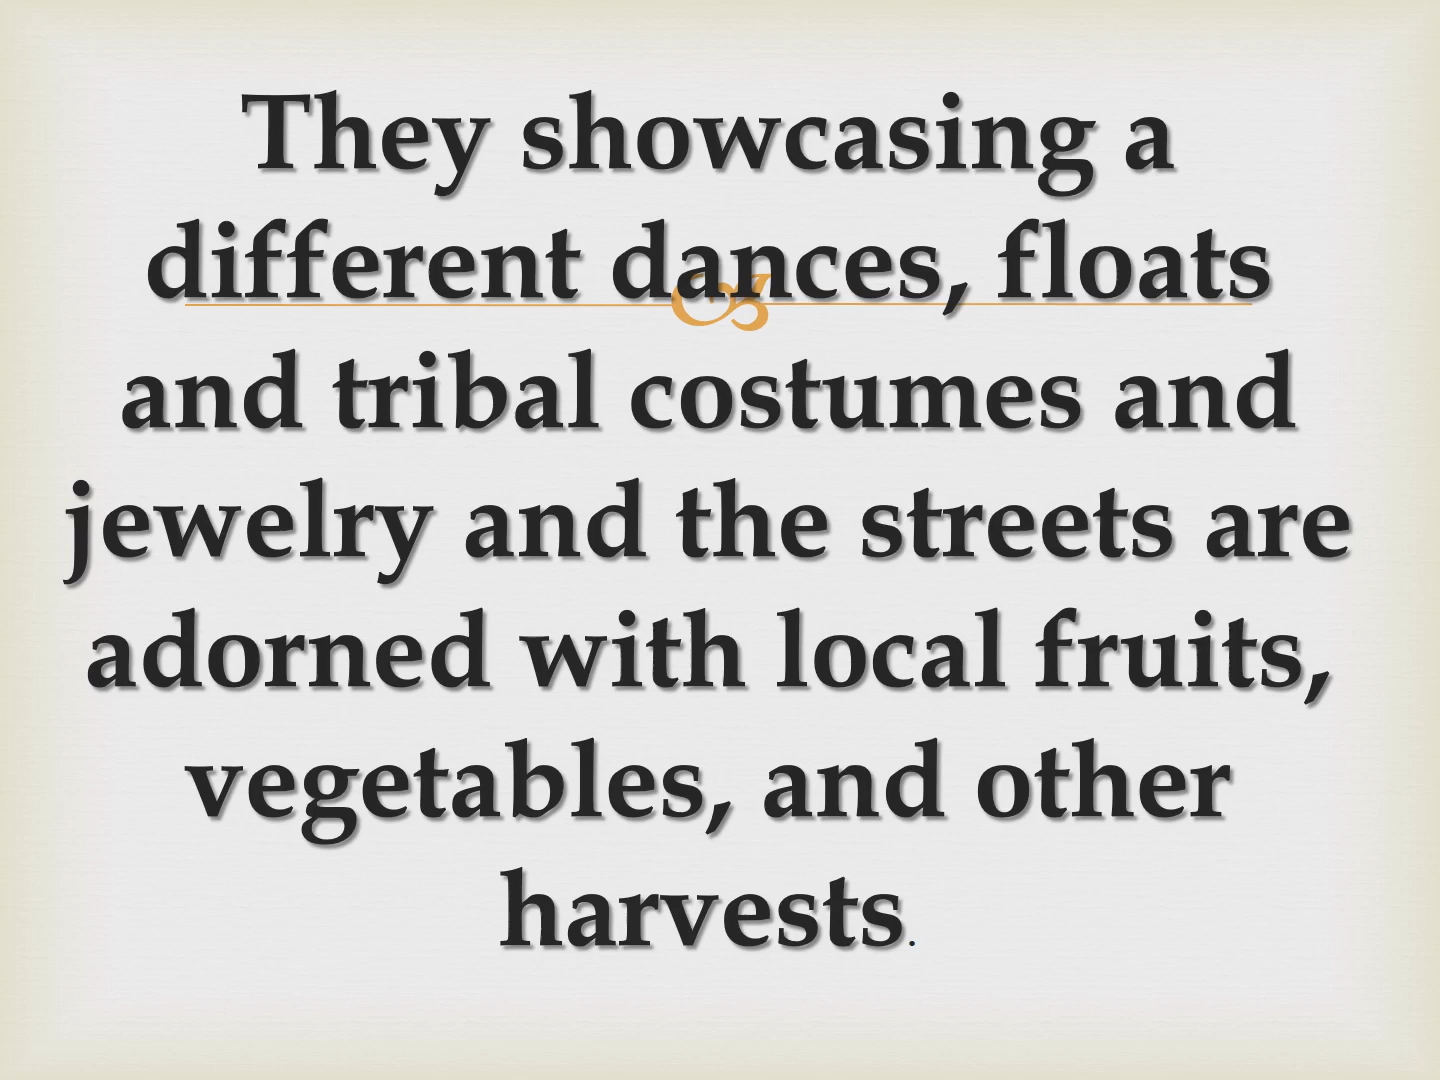 They showcasing a
different dances, floats
and tribal costumes and
jewelry and the streets are
adorned with local fruits,
vegetables, and other
harvests.